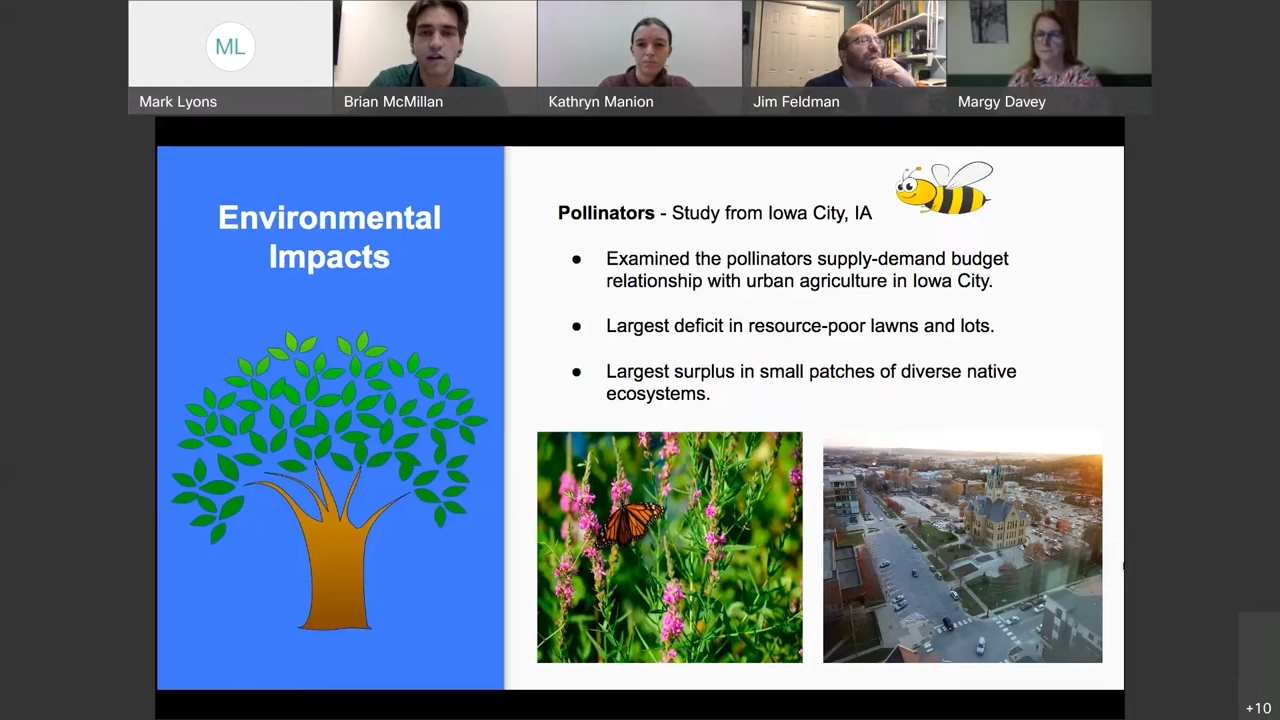 ML
Mark Lyons
Brian McMillan
Kathryn Manion
Jim Feldman
Margy Davey
Environmental
Impacts
Pollinators - Study from Iowa City, IA
● Examined the pollinators supply-demand budget
relationship with urban agriculture in Iowa City.
● Largest deficit in resource-poor lawns and lots.
● Largest surplus in small patches of diverse native
ecosystems.
+10